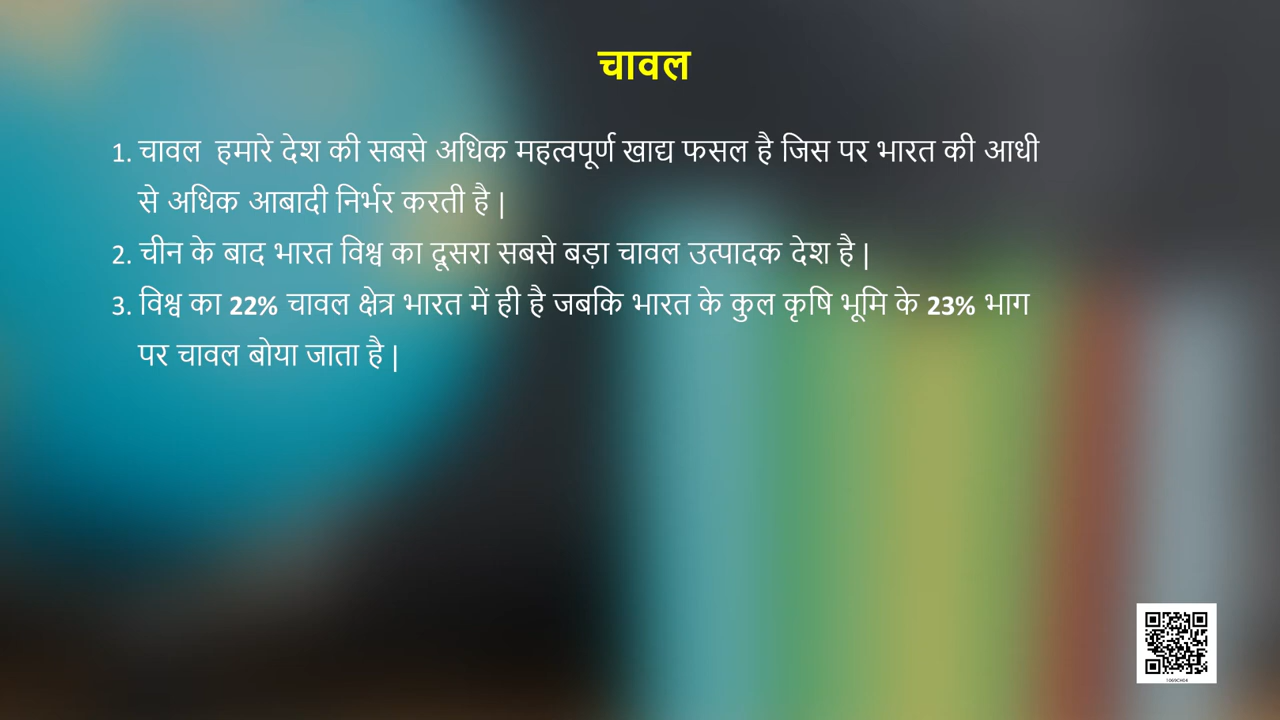 चावल
1. चावल हमारे देश की सबसे अधिक महत्वपूर्ण खाद्य फसल है जिस पर भारत की आधी
से अधिक आबादी निर्भर करती है |
2. चीन के बाद भारत विश्व का दूसरा सबसे बड़ा चावल उत्पादक देश है |
3. विश्व का 22% चावल क्षेत्र भारत में ही है जबकि भारत के कुल कृषि भूमि के 23% भाग
पर चावल बोया जाता है |